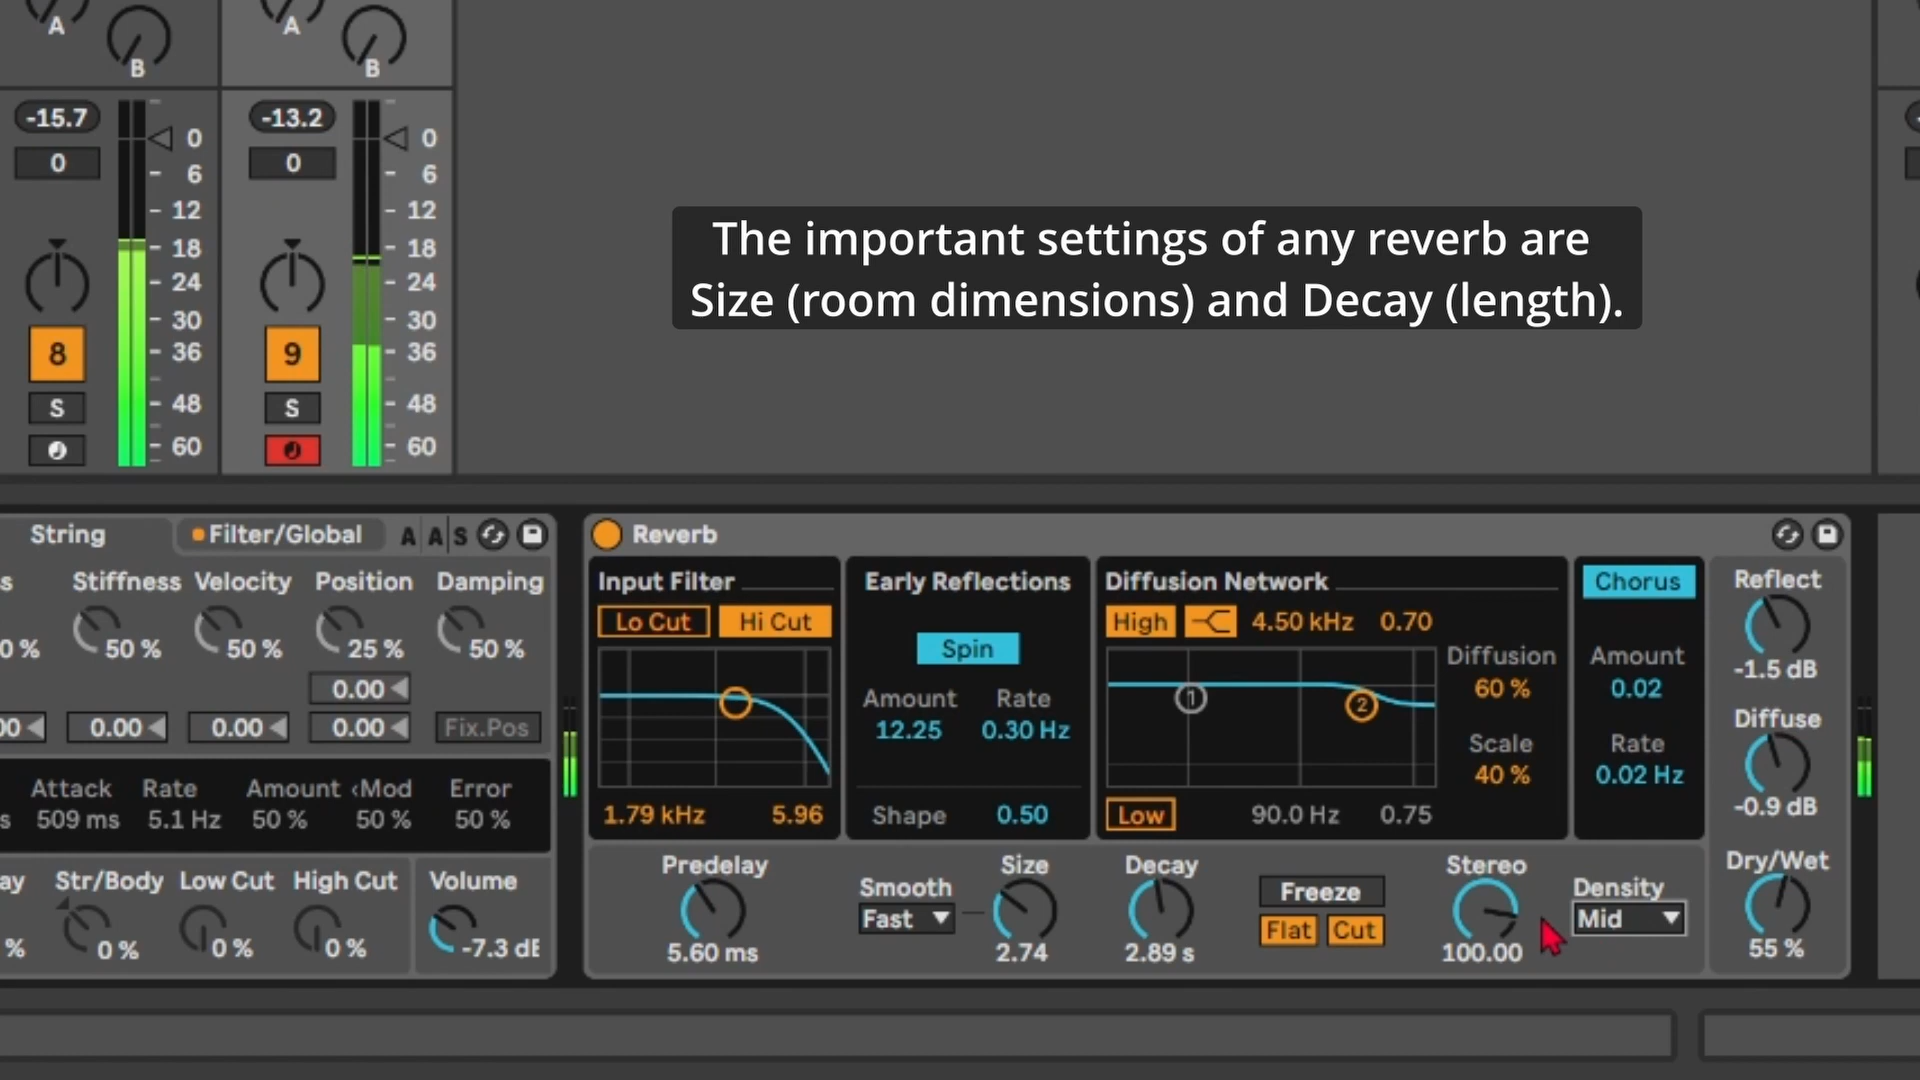 A
B
A
B
-15.7
0
0
6
12
18
24
30
36
48
60
8
S
-13.2
0
0
6
12
18
24
30
36
48
60
9
S
The important settings of any reverb are
Size (room dimensions) and Decay (length).
String
Filter/Global
A A S
s Stiffness Velocity Position Damping
0 % 50 % 50 % 25 % 50 %
0.00
00 0.00 0.00 0.00 Fix.Pos
Attack Rate Amount ‹Mod Error
s 509 ms 5.1 Hz 50 % 50 % 50 %
ay Str/Body Low Cut High Cut Volume
% 0 % 0 % 0 % -7.3 dE
Reverb
Input Filter
Lo Cut Hi Cut
1.79 kHz 5.96
Early Reflections
Spin
Amount Rate
12.25 0.30 Hz
Shape 0.50
Diffusion Network
High 4.50 kHz 0.70
1
2
Low 90.0 Hz 0.75
Diffusion
60 %
Scale
40 %
Chorus
Amount
0.02
Rate
0.02 Hz
Reflect
-1.5 dB
Diffuse
-0.9 dB
Dry/Wet
55 %
Predelay
5.60 ms
Smooth
Fast
Size
2.74
Decay
2.89 s
Freeze
Flat Cut
Stereo
100.00
Density
Mid